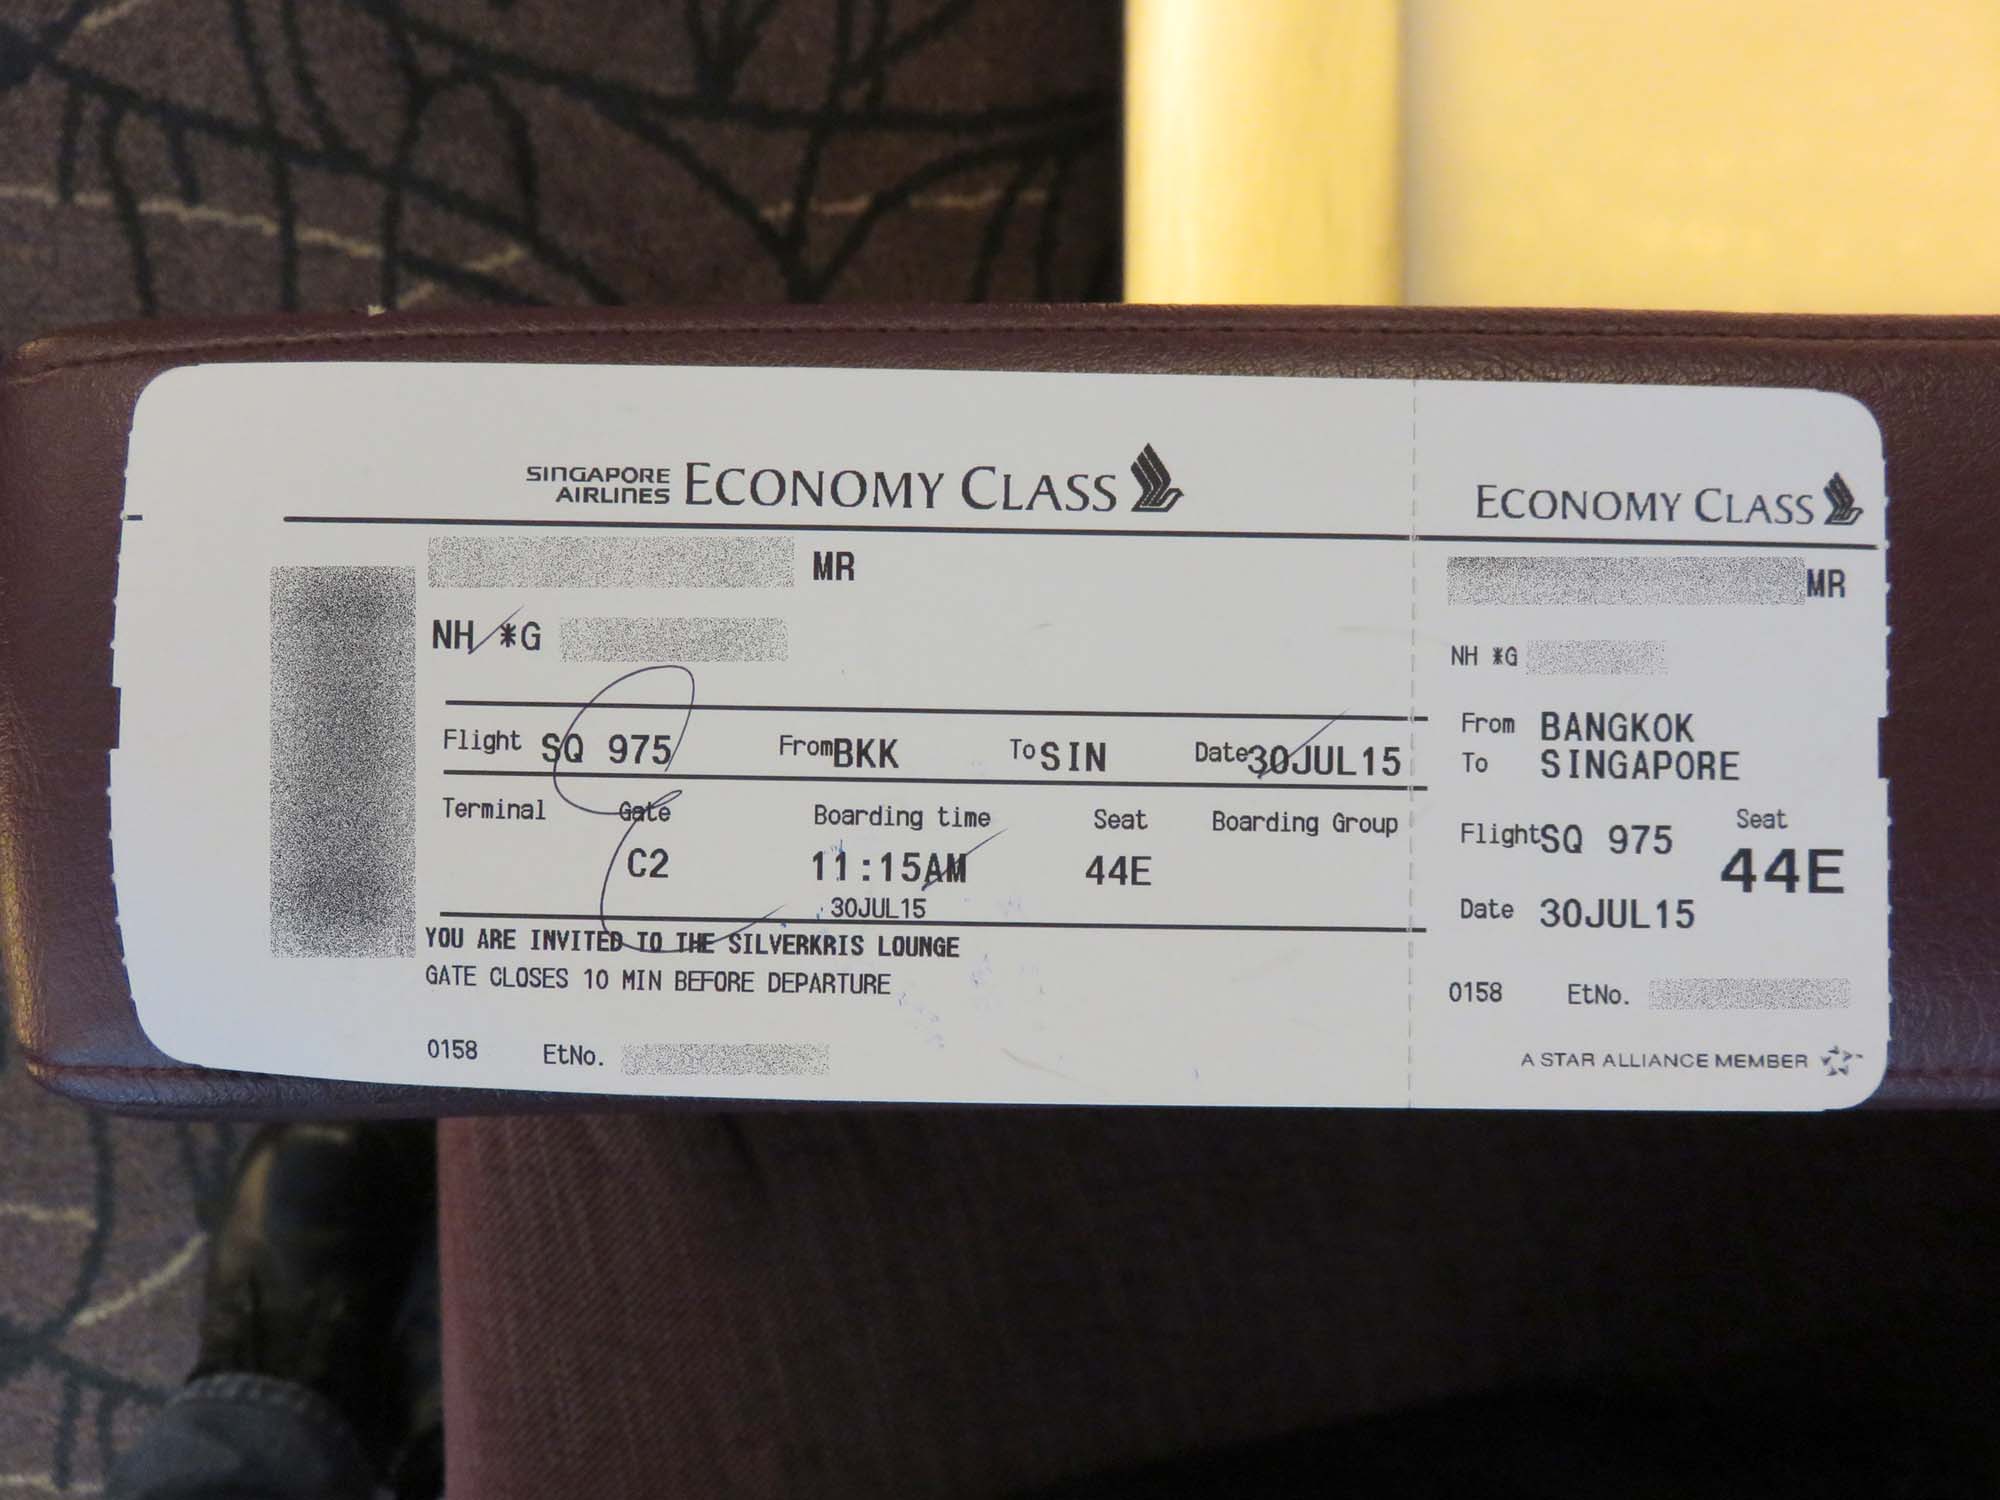 SINGAPORE AIRLINES ECONOMY CLASS
MR
NH *G
Flight SQ 975 From BKK To SIN Date 30JUL15
Terminal Gate Boarding time Seat Boarding Group
C2 11:15AM 44E
30JUL15
YOU ARE INVITED TO THE SILVERKRIS LOUNGE
GATE CLOSES 10 MIN BEFORE DEPARTURE
0158 EtNo.
ECONOMY CLASS
MR
NH *G
From BANGKOK
To SINGAPORE
Seat
Flight SQ 975
44E
Date 30JUL15
0158 EtNo.
A STAR ALLIANCE MEMBER